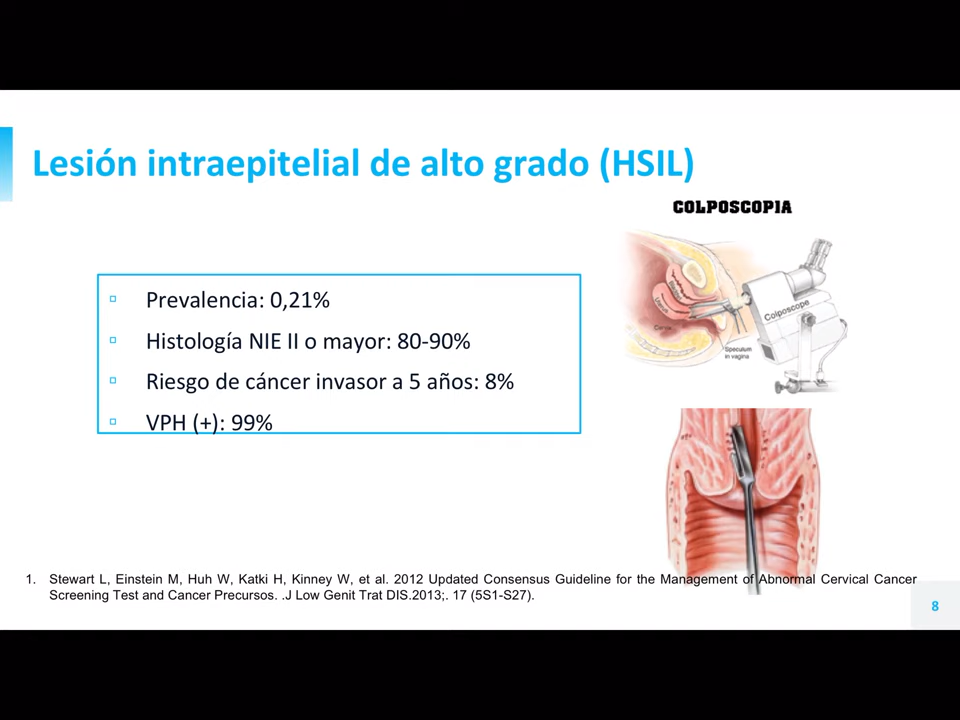 Lesión intraepitelial de alto grado (HSIL)
COLPOSCOPIA
Prevalencia: 0,21%
Histología NIE II o mayor: 80-90%
Riesgo de cáncer invasor a 5 años: 8%
VPH (+): 99%
Uterus
Cervix
Colposcope
Speculum
in vagina
1. Stewart L, Einstein M, Huh W, Katki H, Kinney W, et al. 2012 Updated Consensus Guideline for the Management of Abnormal Cervical Cancer
Screening Test and Cancer Precursos. .J Low Genit Trat DIS.2013;. 17 (5S1-S27).
8